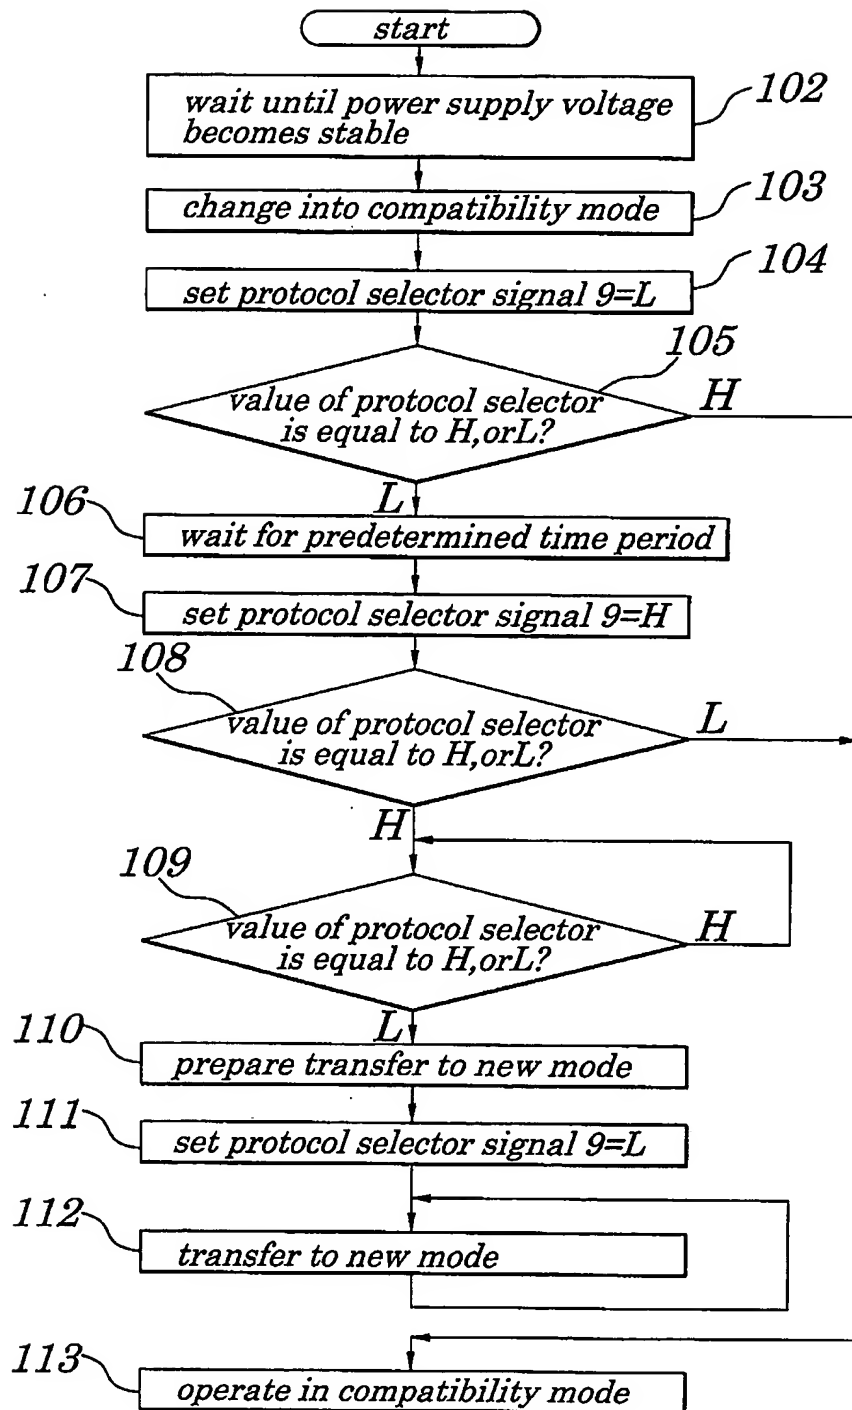 start
wait until power supply voltage
becomes stable
102
change into compatibility mode
103
set protocol selector signal 9=L
104
105
value of protocol selector
is equal to H,orL?
H
L
106
wait for predetermined time period
107
set protocol selector signal 9=H
108
value of protocol selector
is equal to H,orL?
L
H
109
value of protocol selector
is equal to H,orL?
H
L
110
prepare transfer to new mode
111
set protocol selector signal 9=L
112
transfer to new mode
113
operate in compatibility mode